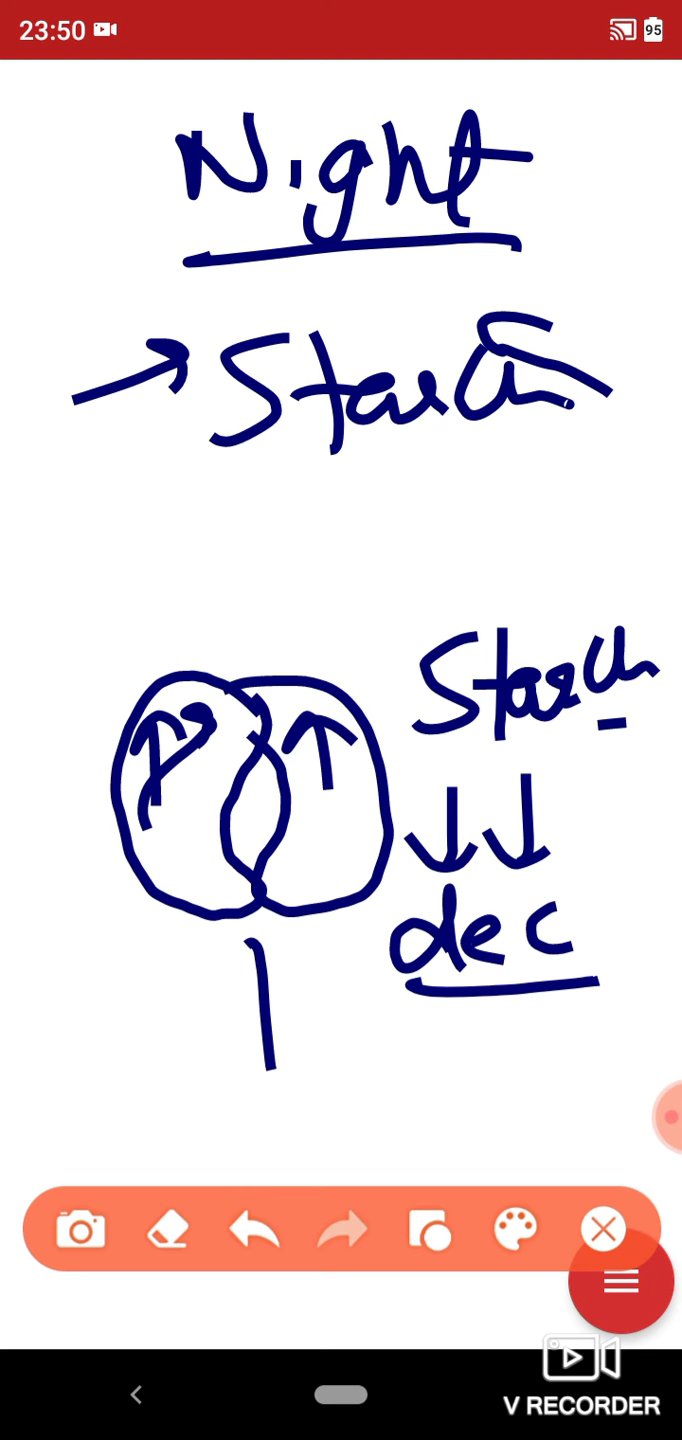 23:50
95
Night
→ Starch
Starch
↑ ↑
↓↓
dec
V RECORDER